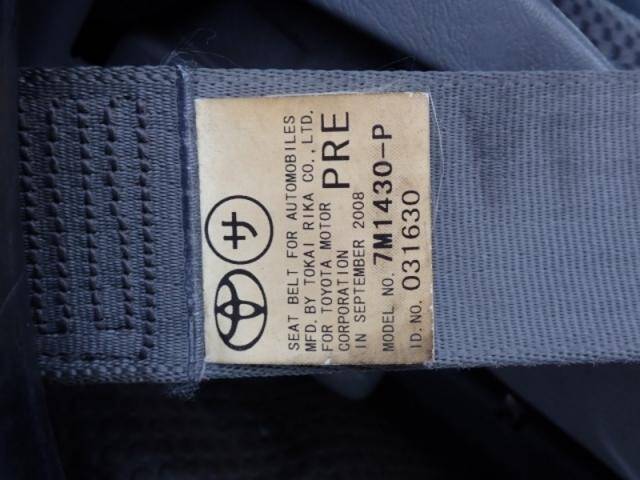 サ
SEAT BELT FOR AUTOMOBILES
MFD. BY TOKAI RIKA CO., LTD.
FOR TOYOTA MOTOR
CORPORATION PRE
IN SEPTEMBER 2008
MODEL NO. 7M1430-P
ID. NO. 031630